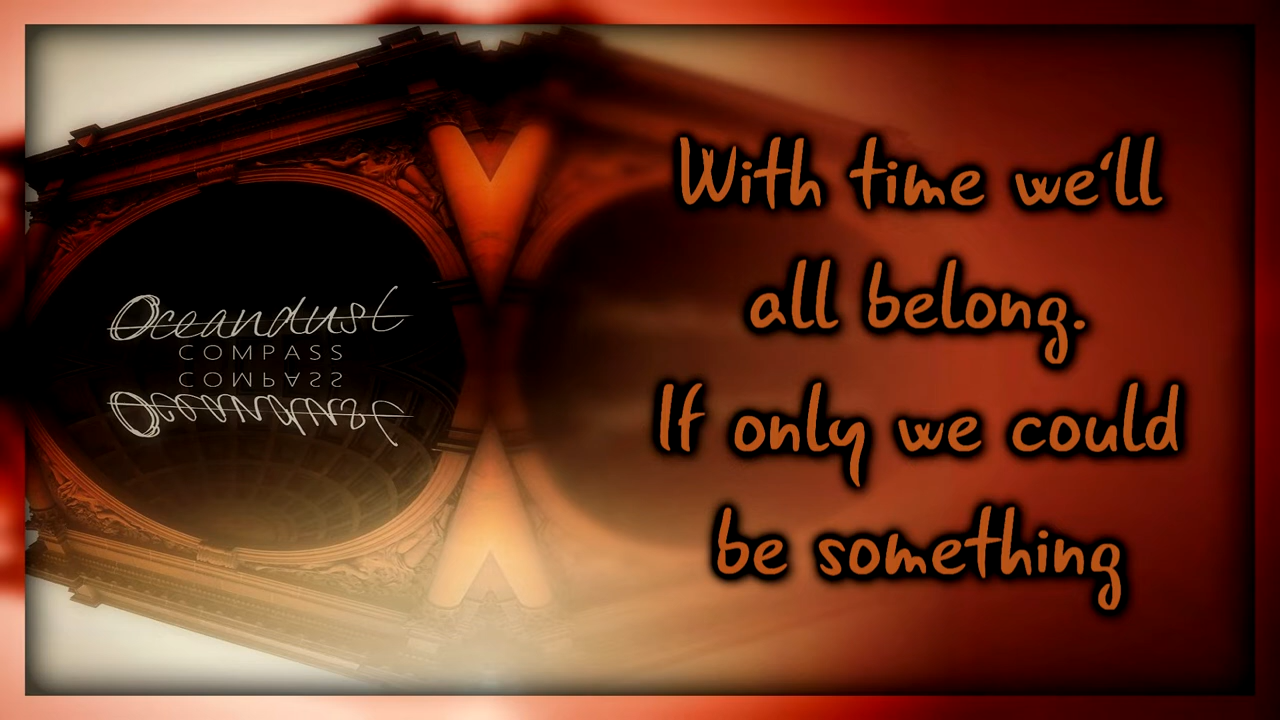 Oceandust
COMPASS
COMPASS
Oceandust
With time we'll
all belong.
If only we could
be something